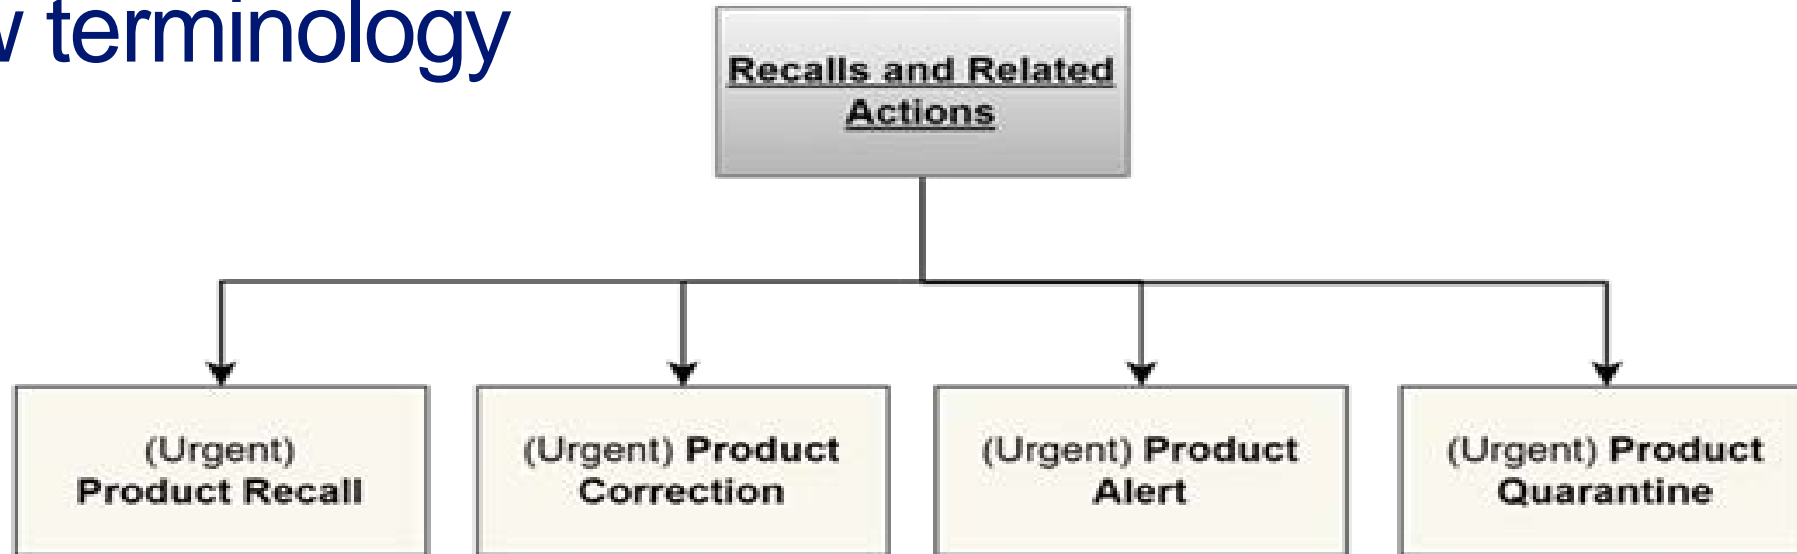 terminology
Recalls and Related
Actions
(Urgent)
Product Recall
(Urgent) Product
Correction
(Urgent) Product
Alert
(Urgent) Product
Quarantine